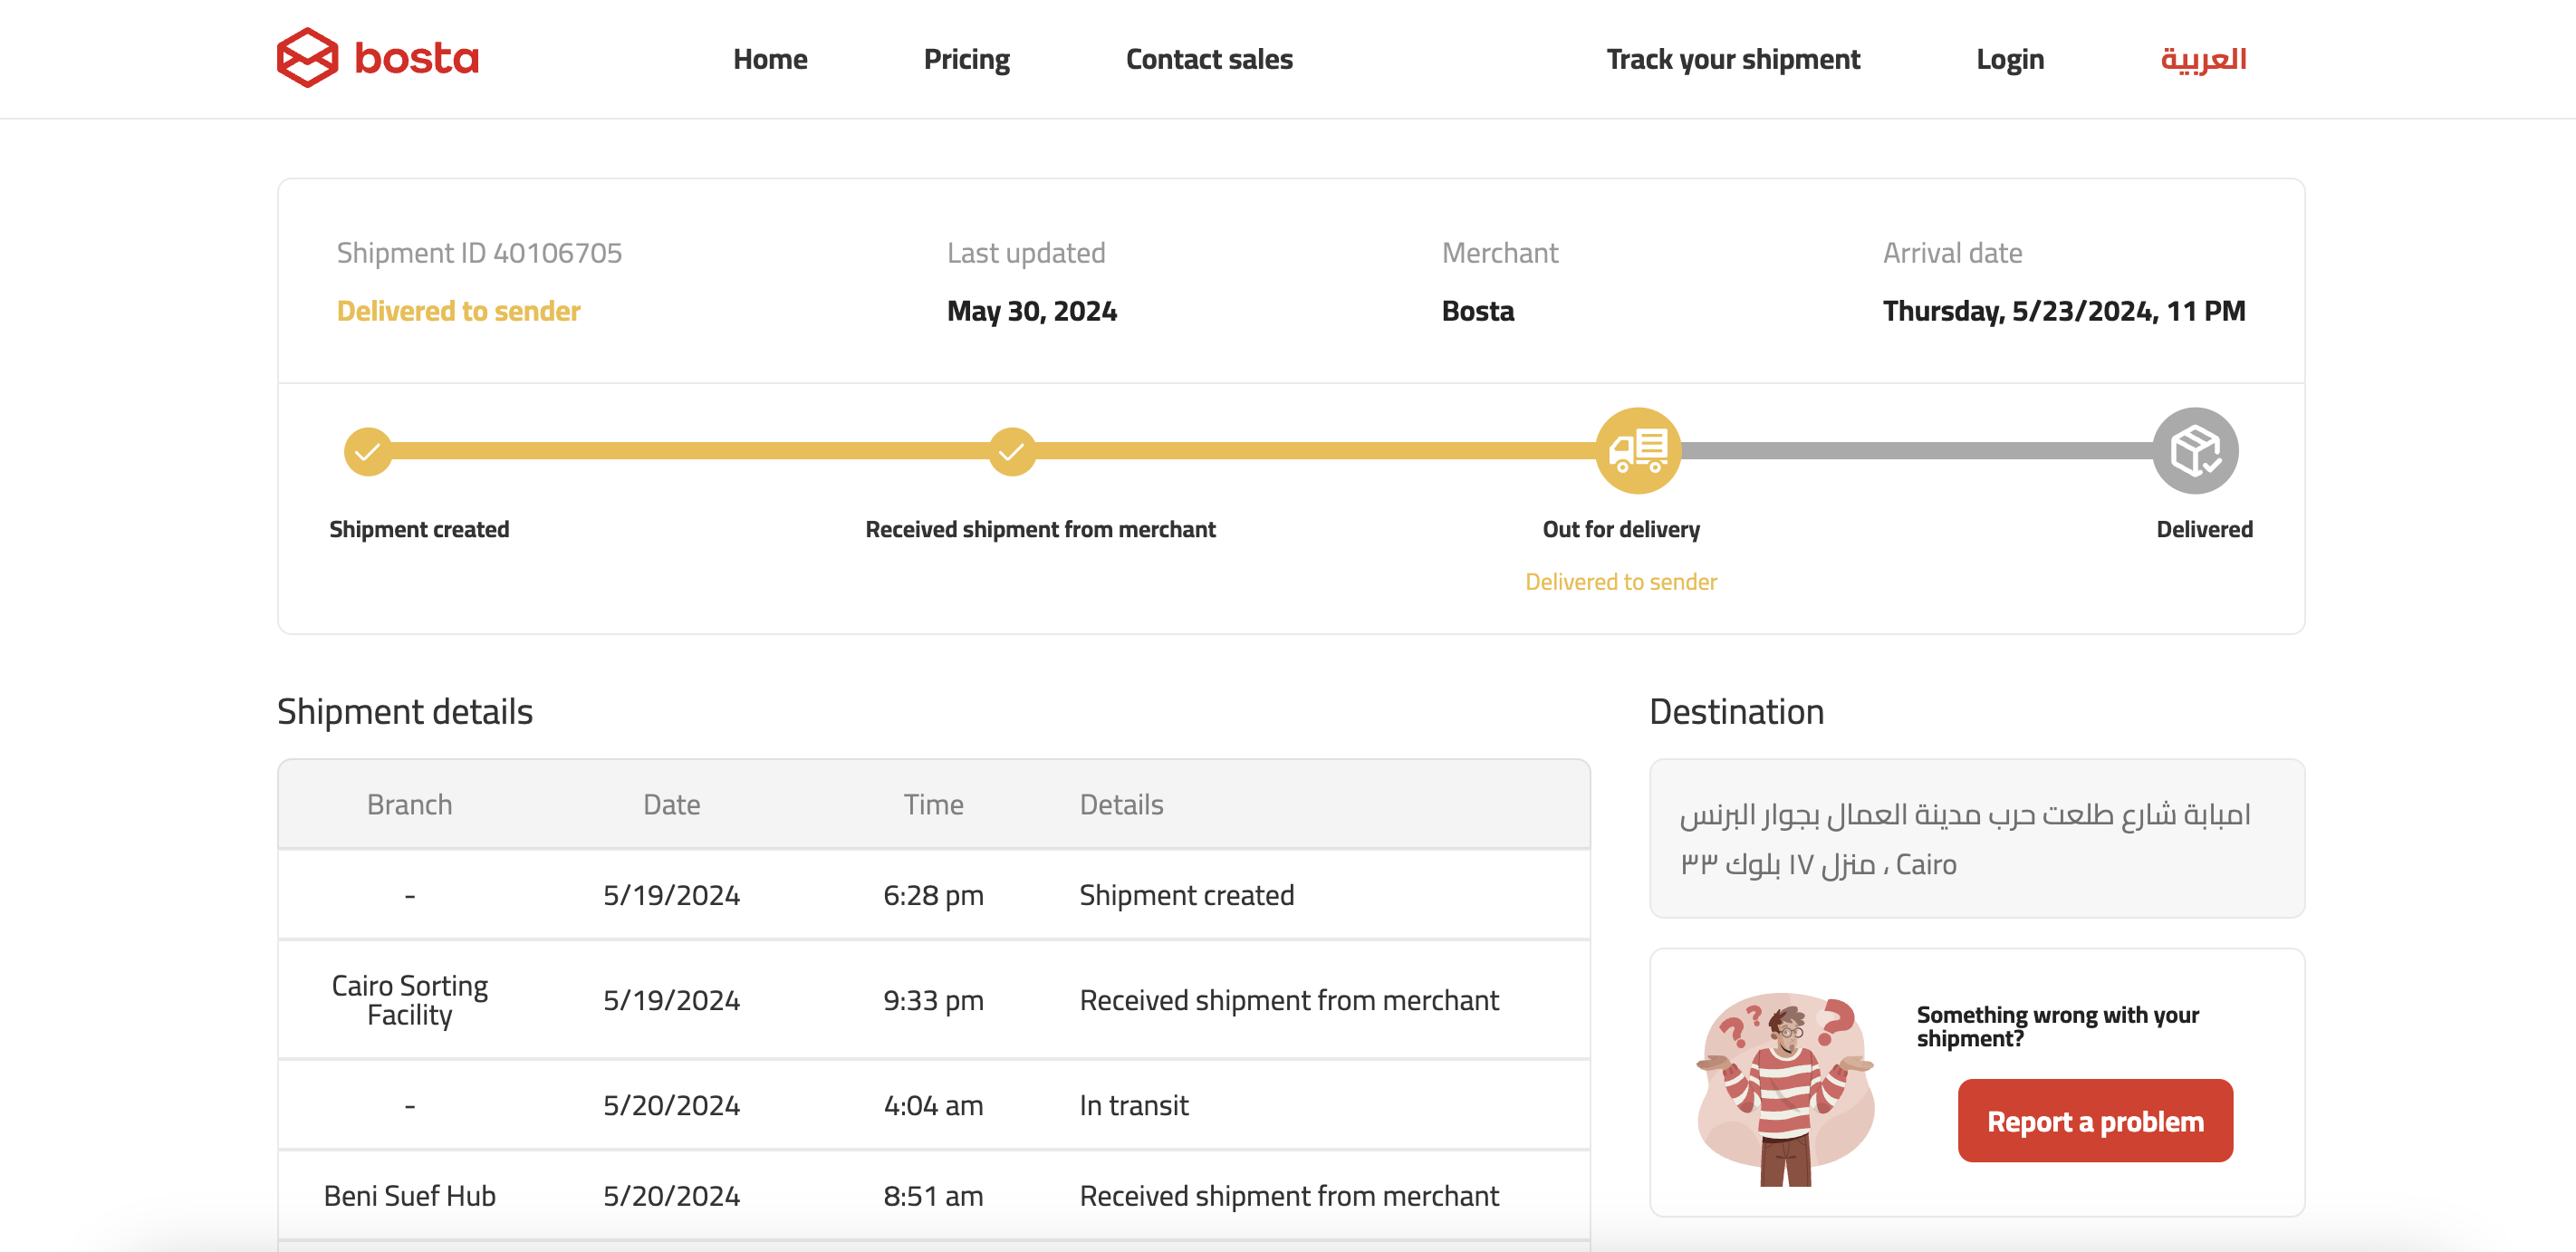 bosta
Home
Pricing
Contact sales
Track your shipment
Login
العربية
Shipment ID 40106705
Delivered to sender
Last updated
May 30, 2024
Merchant
Bosta
Arrival date
Thursday, 5/23/2024, 11 PM
Shipment created
Received shipment from merchant
Out for delivery
Delivered to sender
Delivered
Shipment details
Branch Date Time Details
- 5/19/2024 6:28 pm Shipment created
Cairo Sorting
Facility
5/19/2024 9:33 pm Received shipment from merchant
- 5/20/2024 4:04 am In transit
Beni Suef Hub 5/20/2024 8:51 am Received shipment from merchant
Destination
امبابة شارع طلعت حرب مدينة العمال بجوار البرنس
منزل ١٧ بلوك ٣٣ ، Cairo
? ? ?
Something wrong with your
shipment?
Report a problem